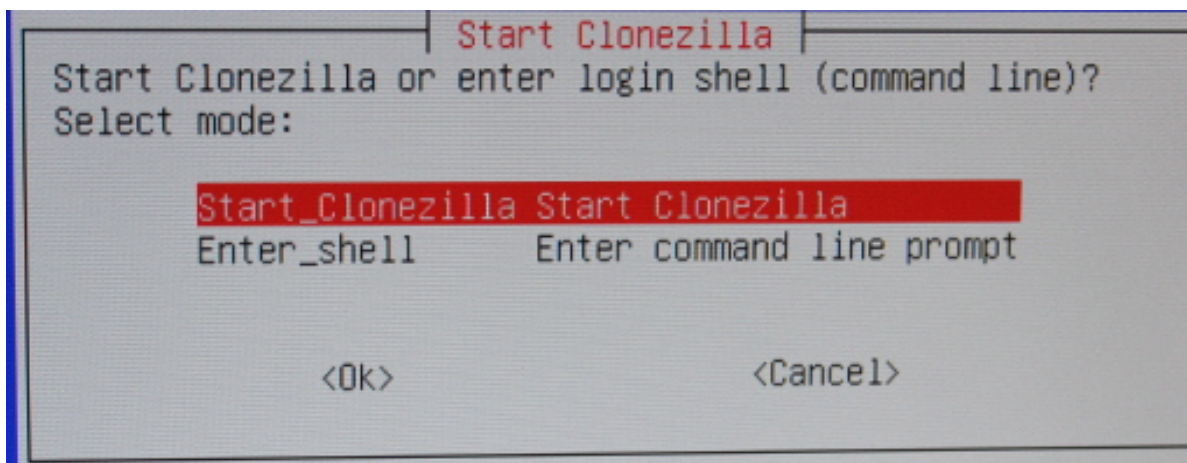 Start Clonezilla
Start Clonezilla or enter login shell (command line)?
Select mode:
Start_Clonezilla Start Clonezilla
Enter_shell Enter command line prompt
<Ok> <Cancel>